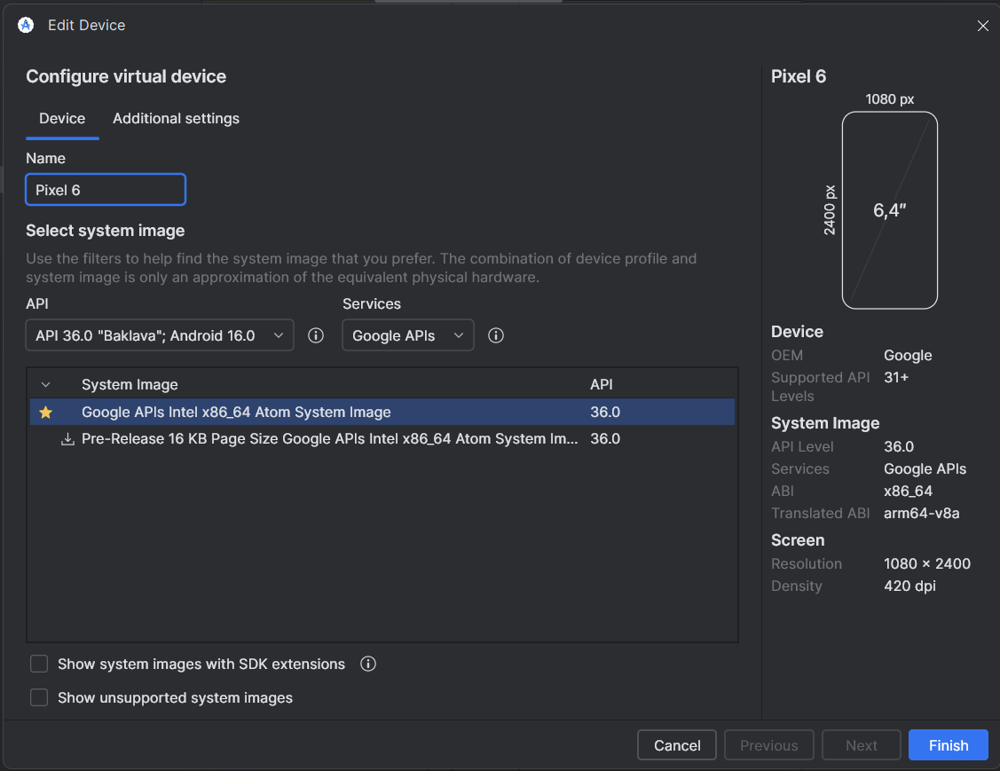 Edit Device
Configure virtual device
Device
Additional settings
Name
Pixel 6
Select system image
Use the filters to help find the system image that you prefer. The combination of device profile and
system image is only an approximation of the equivalent physical hardware.
API
Services
API 36.0 "Baklava"; Android 16.0
Google APIs
System Image
API
Google APIs Intel x86_64 Atom System Image
36.0
Pre-Release 16 KB Page Size Google APIs Intel x86_64 Atom System Im...
36.0
Show system images with SDK extensions
Show unsupported system images
Pixel 6
1080 px
2400 px
6,4″
Device
OEM
Google
Supported API
Levels
31+
System Image
API Level
36.0
Services
Google APIs
ABI
x86_64
Translated ABI
arm64-v8a
Screen
Resolution
1080 × 2400
Density
420 dpi
Cancel
Previous
Next
Finish